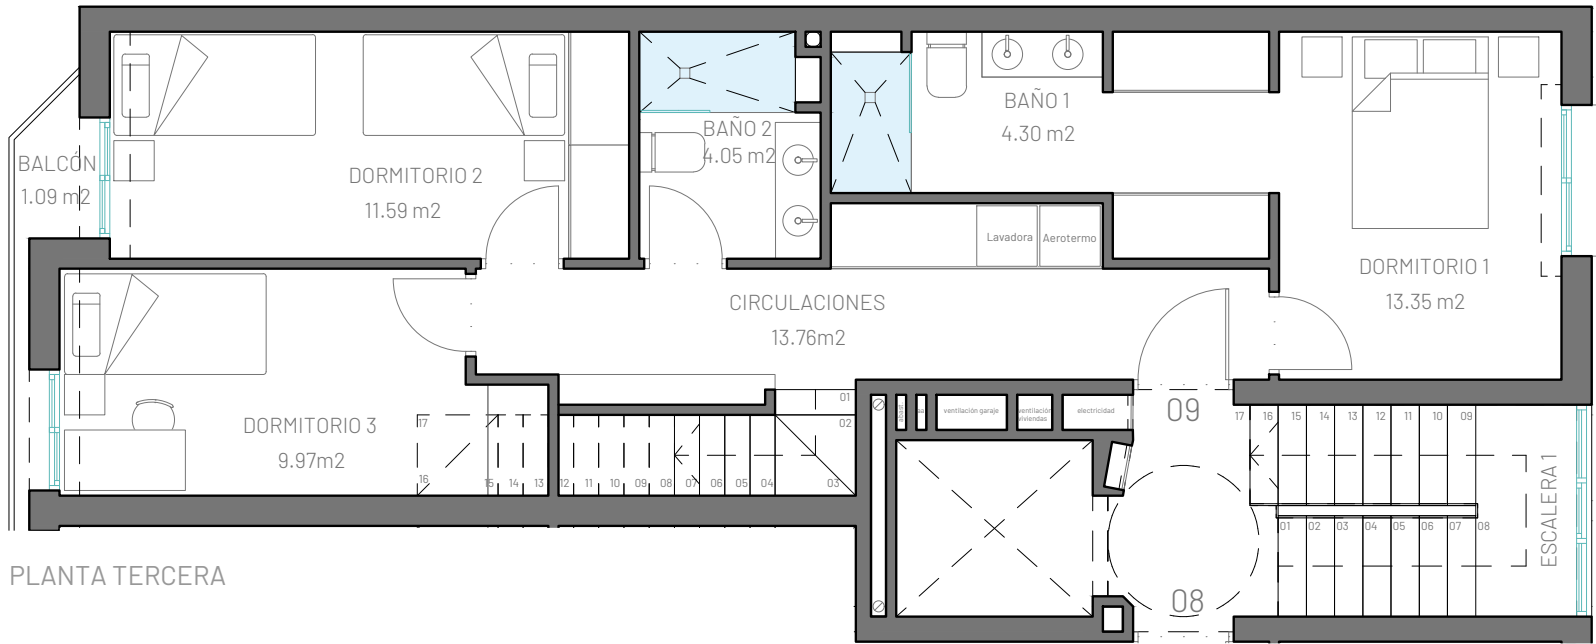 BALCÓN
1.09 m2
DORMITORIO 2
11.59 m2
BAÑO 2
4.05 m2
BAÑO 1
4.30 m2
Lavadora
Aerotermo
DORMITORIO 1
13.35 m2
CIRCULACIONES
13.76m2
DORMITORIO 3
9.97m2
17
16
15 14 13 12 11 10 09 08 07 06 05 04 03
02
01
ventilación garaje
ventilación
viviendas
electricidad
09
17 16 15 14 13 12 11 10 09
01 02 03 04 05 06 07 08
ESCALERA 1
08
PLANTA TERCERA